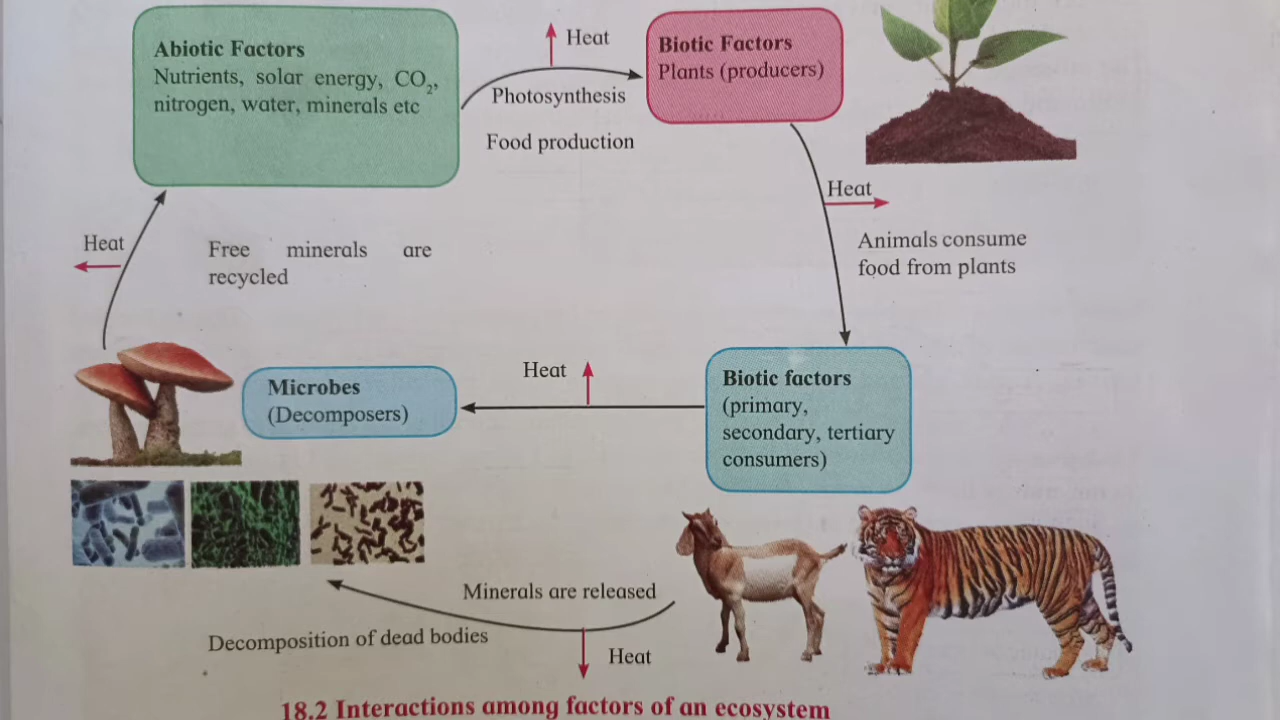 Abiotic Factors
Nutrients, solar energy, CO₂,
nitrogen, water, minerals etc
Heat
Photosynthesis
Food production
Biotic Factors
Plants (producers)
Heat
Animals consume
food from plants
Heat
Free minerals are
recycled
Microbes
(Decomposers)
Heat
Biotic factors
(primary,
secondary, tertiary
consumers)
Minerals are released
Decomposition of dead bodies
Heat
18.2 Interactions among factors of an ecosystem